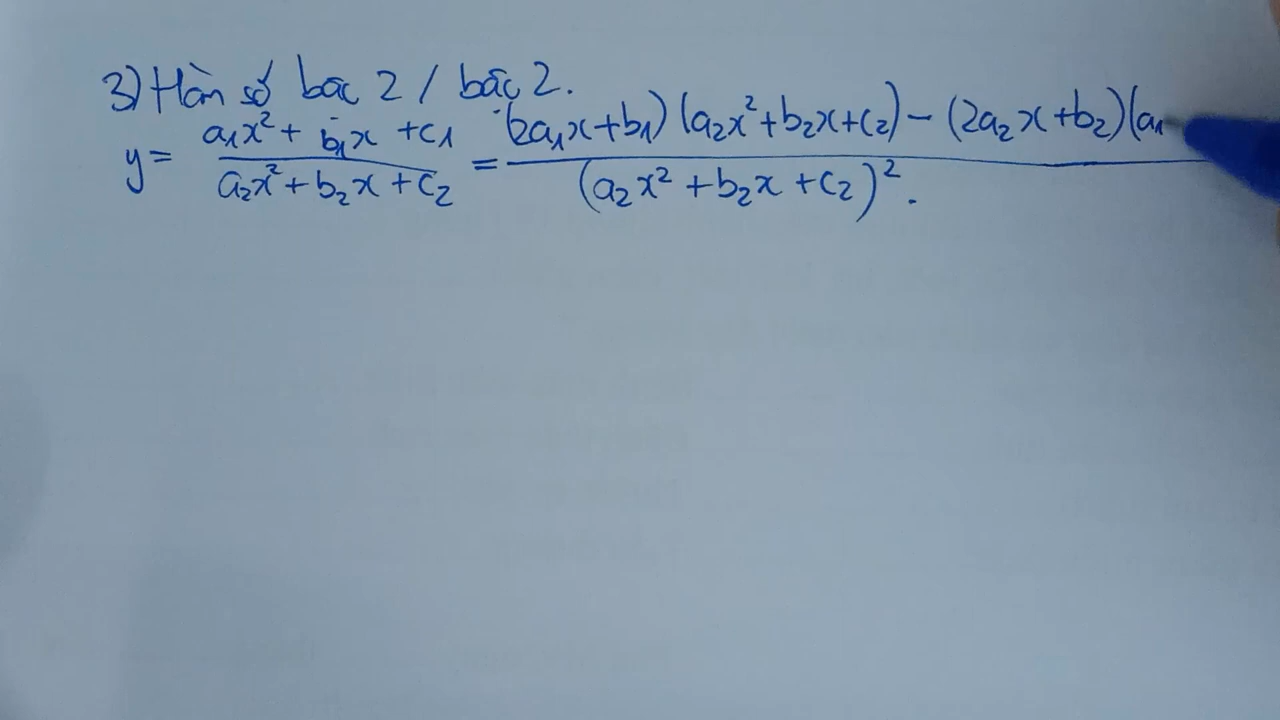 3) Hàm số bậc 2 / bậc 2.
y = (a₁x² + b₁x + c₁)/(a₂x² + b₂x + c₂) = ((2a₁x + b₁)(a₂x² + b₂x + c₂) − (2a₂x + b₂)(a₁)/(a₂x² + b₂x + c₂)².